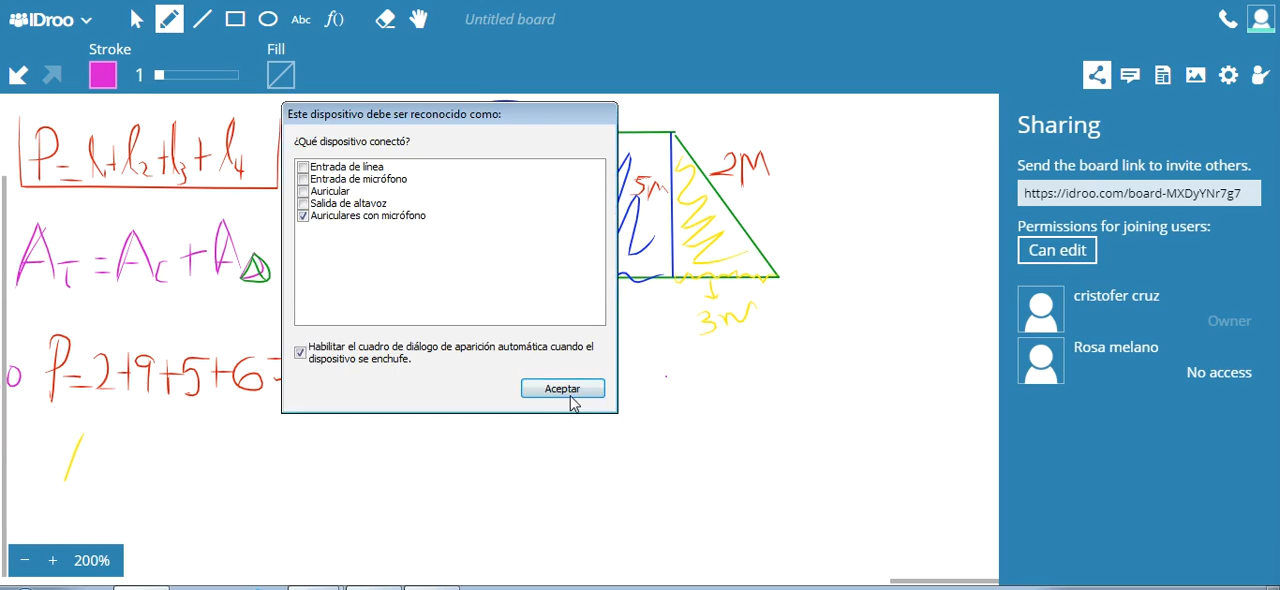 IDroo
Abc
f()
Untitled board
Stroke
Fill
1
Este dispositivo debe ser reconocido como:
¿Qué dispositivo conectó?
Entrada de línea
Entrada de micrófono
Auricular
Salida de altavoz
Auriculares con micrófono
Habilitar el cuadro de diálogo de aparición automática cuando el
dispositivo se enchufe.
Aceptar
P=l1+l2+l3+l4
AT=AC+A
P=2+9+5+6=
5M
2M
3M
200%
Sharing
Send the board link to invite others.
https://idroo.com/board-MXDyYNr7g7
Permissions for joining users:
Can edit
cristofer cruz
Owner
Rosa melano
No access